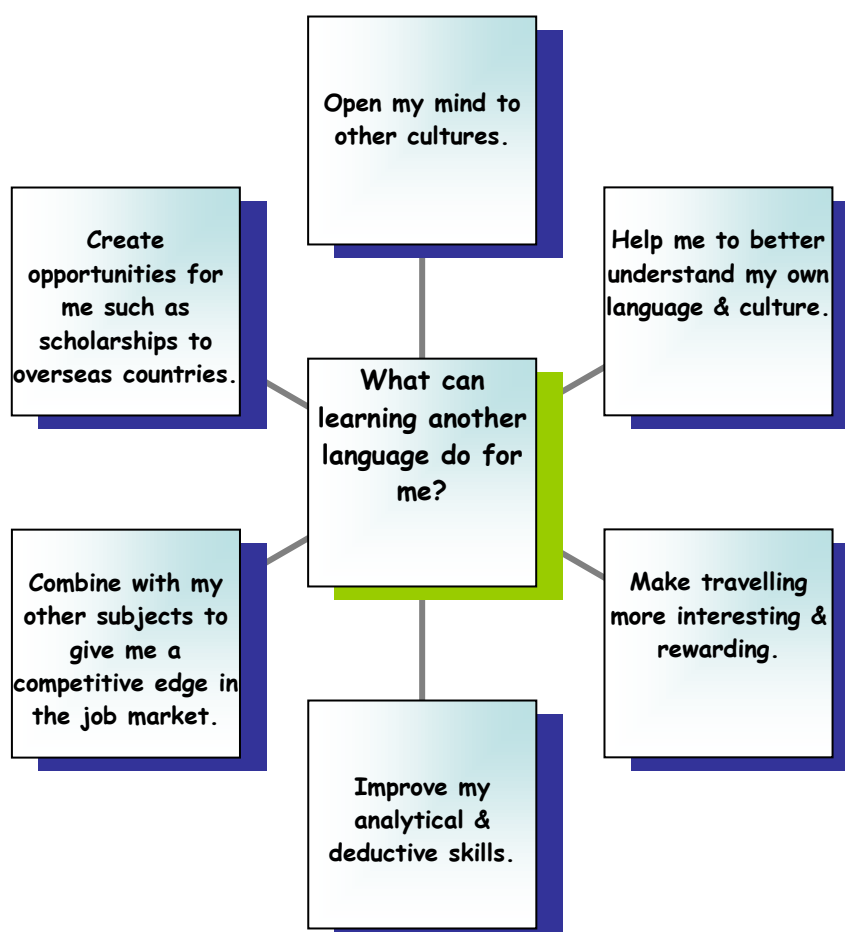 Open my mind to
other cultures.
Create
opportunities for
me such as
scholarships to
overseas countries.
Help me to better
understand my own
language & culture.
What can
learning another
language do for
me?
Combine with my
other subjects to
give me a
competitive edge in
the job market.
Make travelling
more interesting &
rewarding.
Improve my
analytical &
deductive skills.